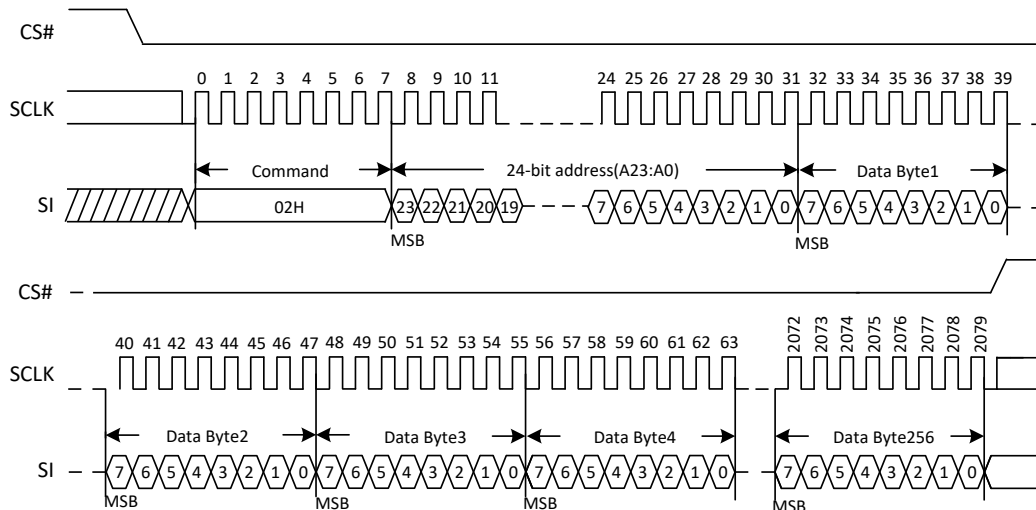 CS#
0 1 2 3 4 5 6 7 8 9 10 11 24 25 26 27 28 29 30 31 32 33 34 35 36 37 38 39
SCLK
Command 24-bit address(A23:A0) Data Byte1
SI 02H 23 22 21 20 19 7 6 5 4 3 2 1 0 7 6 5 4 3 2 1 0
MSB MSB
CS#
40 41 42 43 44 45 46 47 48 49 50 51 52 53 54 55 56 57 58 59 60 61 62 63 2072 2073 2074 2075 2076 2077 2078 2079
SCLK
Data Byte2 Data Byte3 Data Byte4 Data Byte256
SI 7 6 5 4 3 2 1 0 7 6 5 4 3 2 1 0 7 6 5 4 3 2 1 0 7 6 5 4 3 2 1 0
MSB MSB MSB MSB